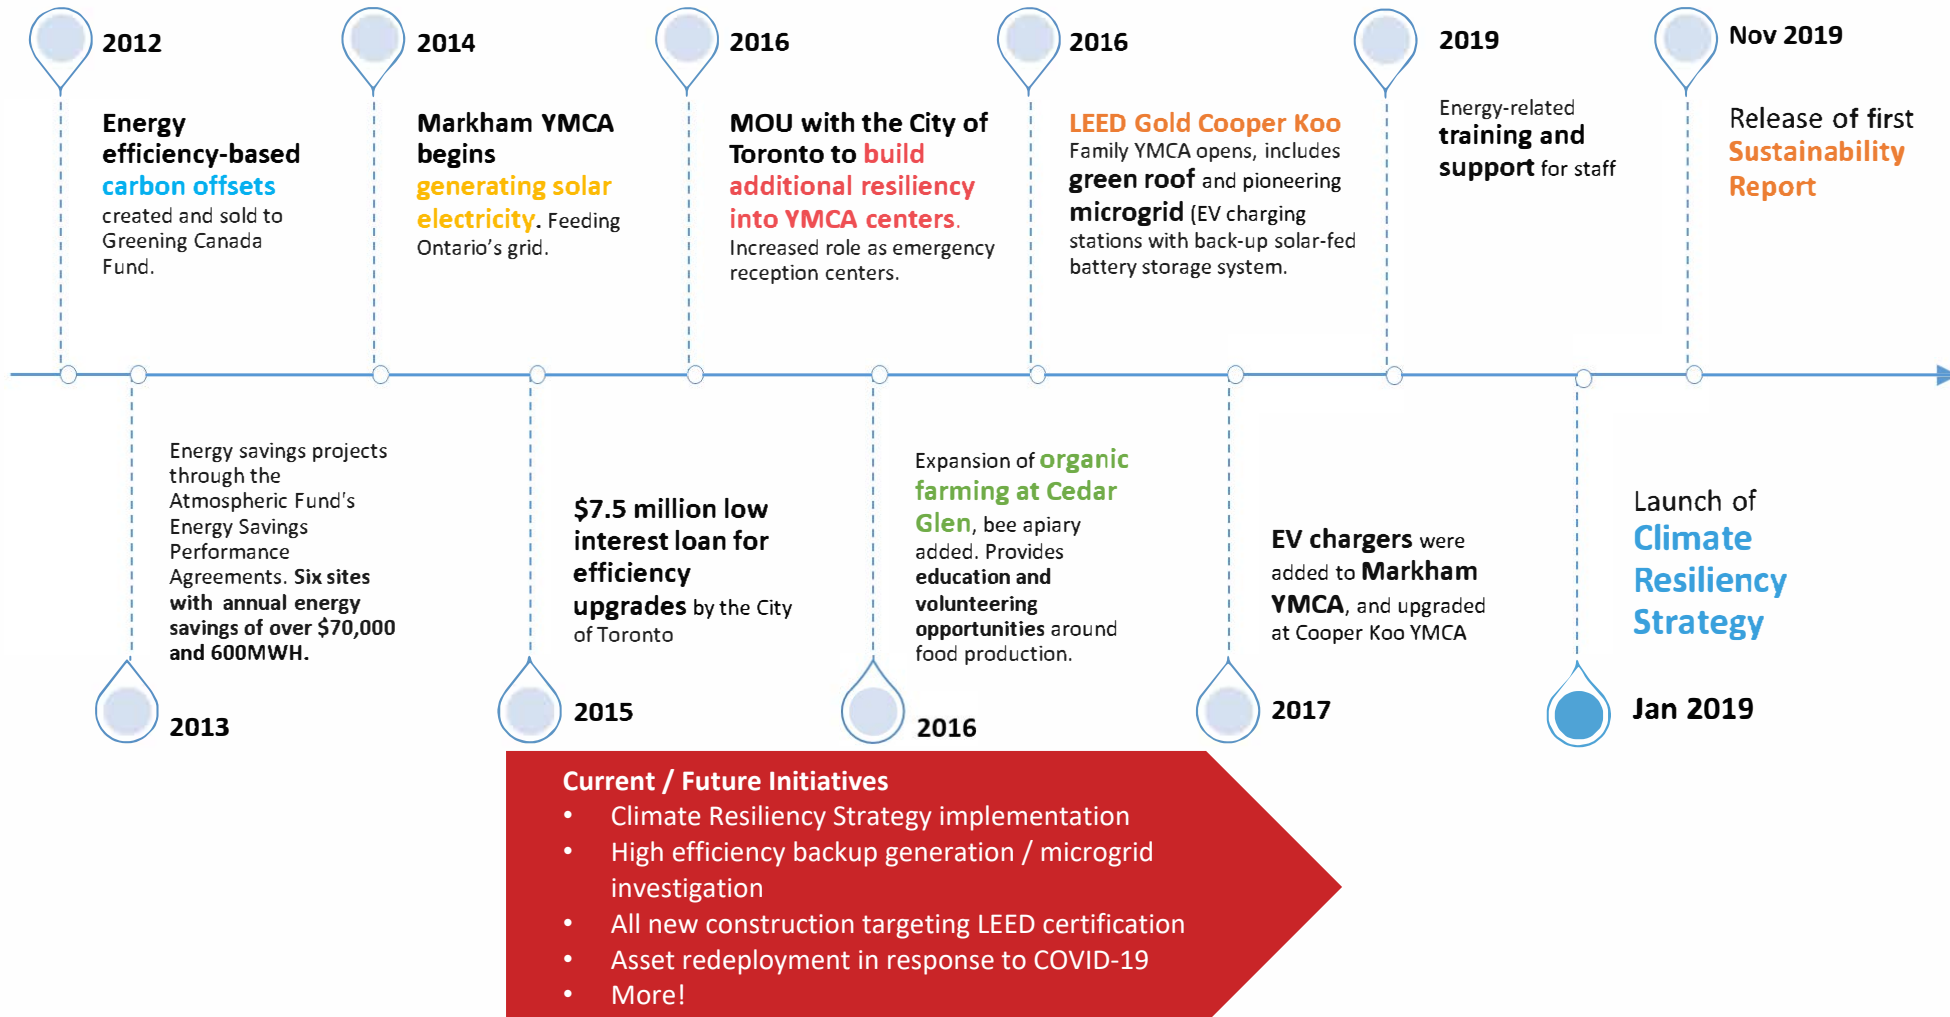 2012
Energy
efficiency-based
carbon offsets
created and sold to
Greening Canada
Fund.
2014
Markham YMCA
begins
generating solar
electricity. Feeding
Ontario's grid.
2016
MOU with the City of
Toronto to build
additional resiliency
into YMCA centers.
Increased role as emergency
reception centers.
2016
LEED Gold Cooper Koo
Family YMCA opens, includes
green roof and pioneering
microgrid (EV charging
stations with back-up solar-fed
battery storage system.
2019
Energy-related
training and
support for staff
Nov 2019
Release of first
Sustainability
Report
Energy savings projects
through the
Atmospheric Fund's
Energy Savings
Performance
Agreements. Six sites
with annual energy
savings of over $70,000
and 600MWH.
2013
$7.5 million low
interest loan for
efficiency
upgrades by the City
of Toronto
2015
Expansion of organic
farming at Cedar
Glen, bee apiary
added. Provides
education and
volunteering
opportunities around
food production.
2016
EV chargers were
added to Markham
YMCA, and upgraded
at Cooper Koo YMCA
2017
Launch of
Climate
Resiliency
Strategy
Jan 2019
Current / Future Initiatives
• Climate Resiliency Strategy implementation
• High efficiency backup generation / microgrid
investigation
• All new construction targeting LEED certification
• Asset redeployment in response to COVID-19
• More!